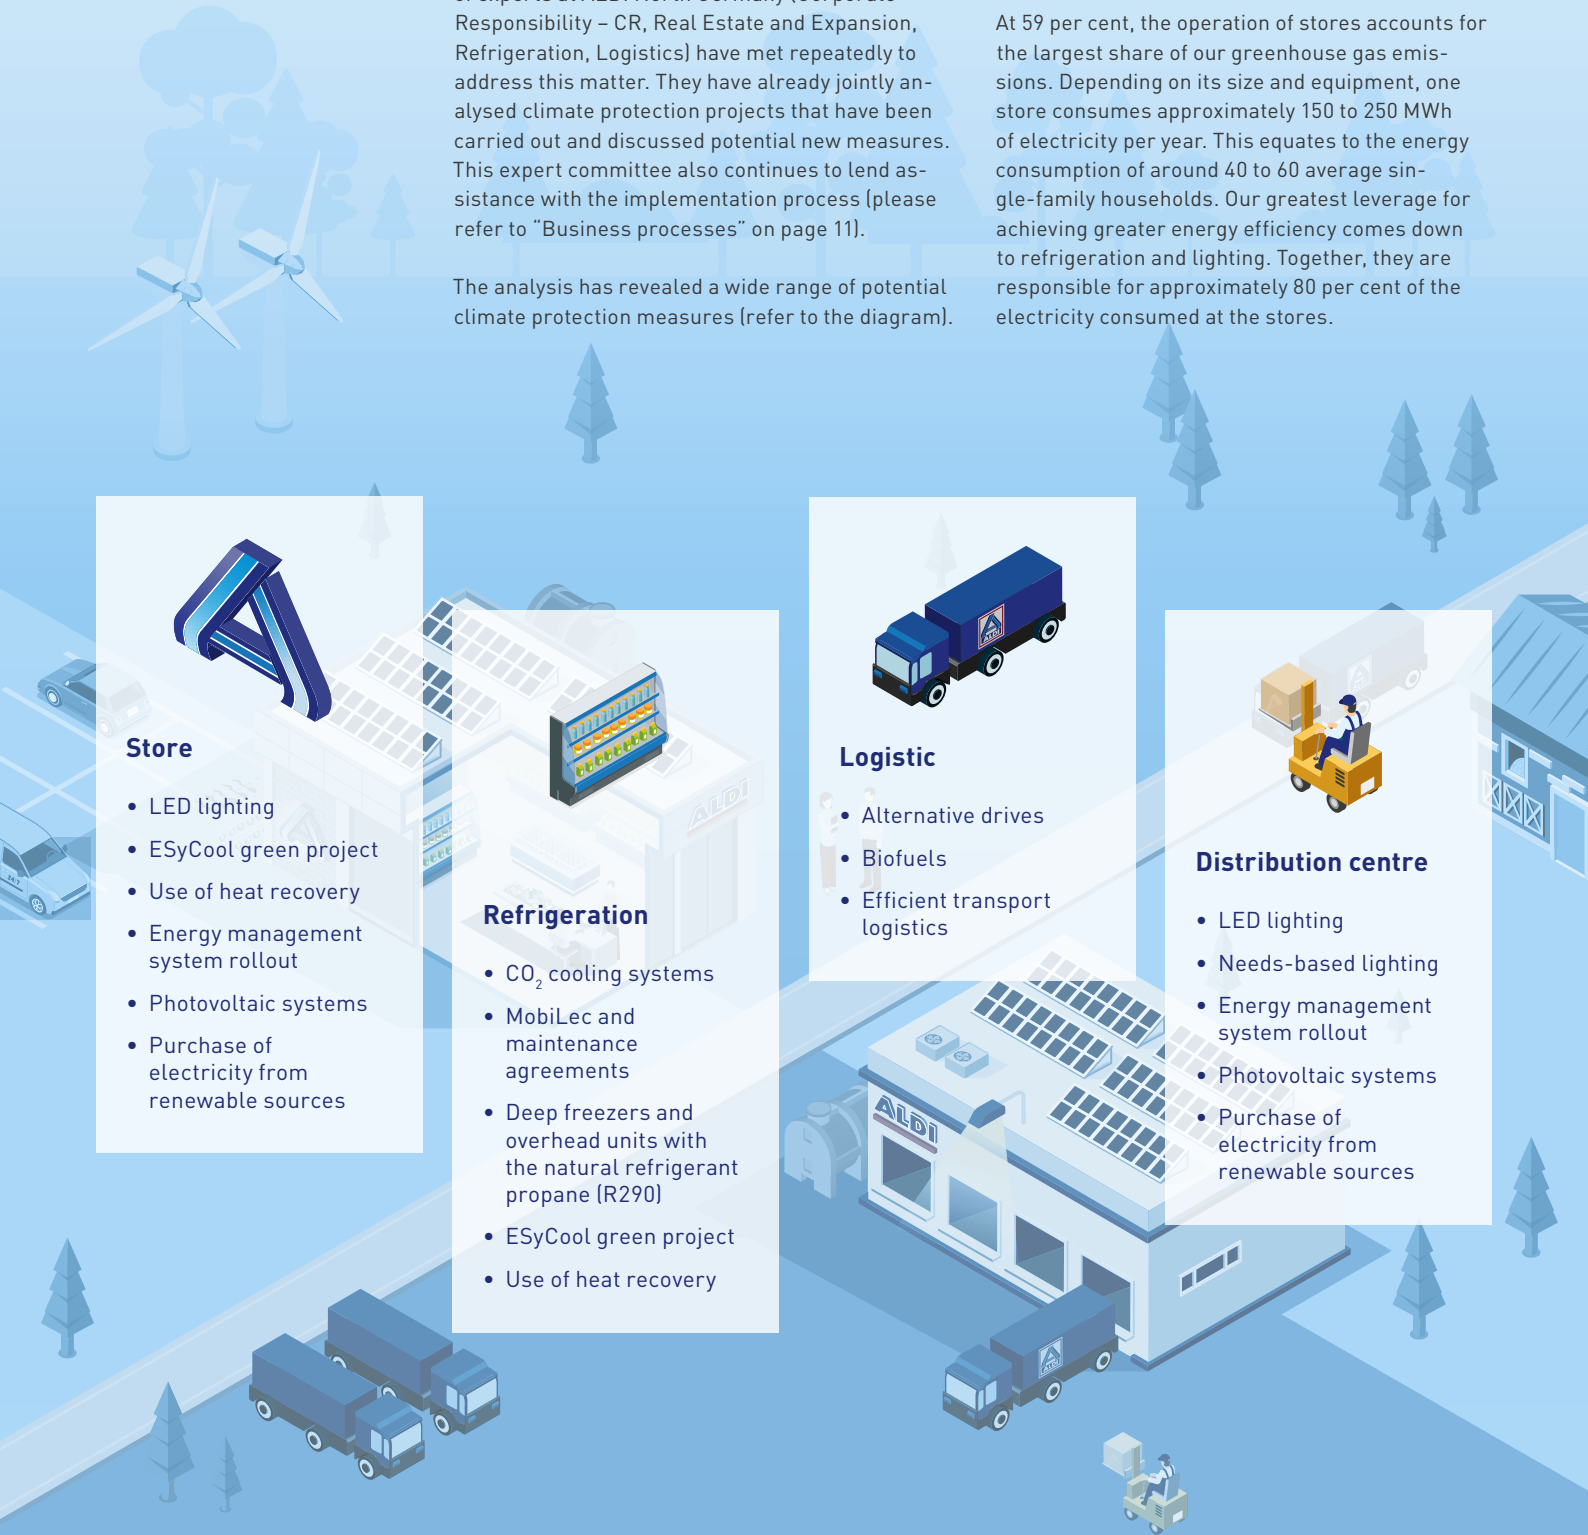 Responsibility – CR, Real Estate and Expansion,
Refrigeration, Logistics) have met repeatedly to
address this matter. They have already jointly an-
alysed climate protection projects that have been
carried out and discussed potential new measures.
This expert committee also continues to lend as-
sistance with the implementation process (please
refer to “Business processes” on page 11).
The analysis has revealed a wide range of potential
climate protection measures (refer to the diagram).
At 59 per cent, the operation of stores accounts for
the largest share of our greenhouse gas emis-
sions. Depending on its size and equipment, one
store consumes approximately 150 to 250 MWh
of electricity per year. This equates to the energy
consumption of around 40 to 60 average sin-
gle-family households. Our greatest leverage for
achieving greater energy efficiency comes down
to refrigeration and lighting. Together, they are
responsible for approximately 80 per cent of the
electricity consumed at the stores.
Store
• LED lighting
• ESyCool green project
• Use of heat recovery
• Energy management
system rollout
• Photovoltaic systems
• Purchase of
electricity from
renewable sources
Refrigeration
• CO₂ cooling systems
• MobiLec and
maintenance
agreements
• Deep freezers and
overhead units with
the natural refrigerant
propane (R290)
• ESyCool green project
• Use of heat recovery
ALDI
Logistic
• Alternative drives
• Biofuels
• Efficient transport
logistics
Distribution centre
• LED lighting
• Needs-based lighting
• Energy management
system rollout
• Photovoltaic systems
• Purchase of
electricity from
renewable sources
ALDI
24/7
ALDI
ALDI